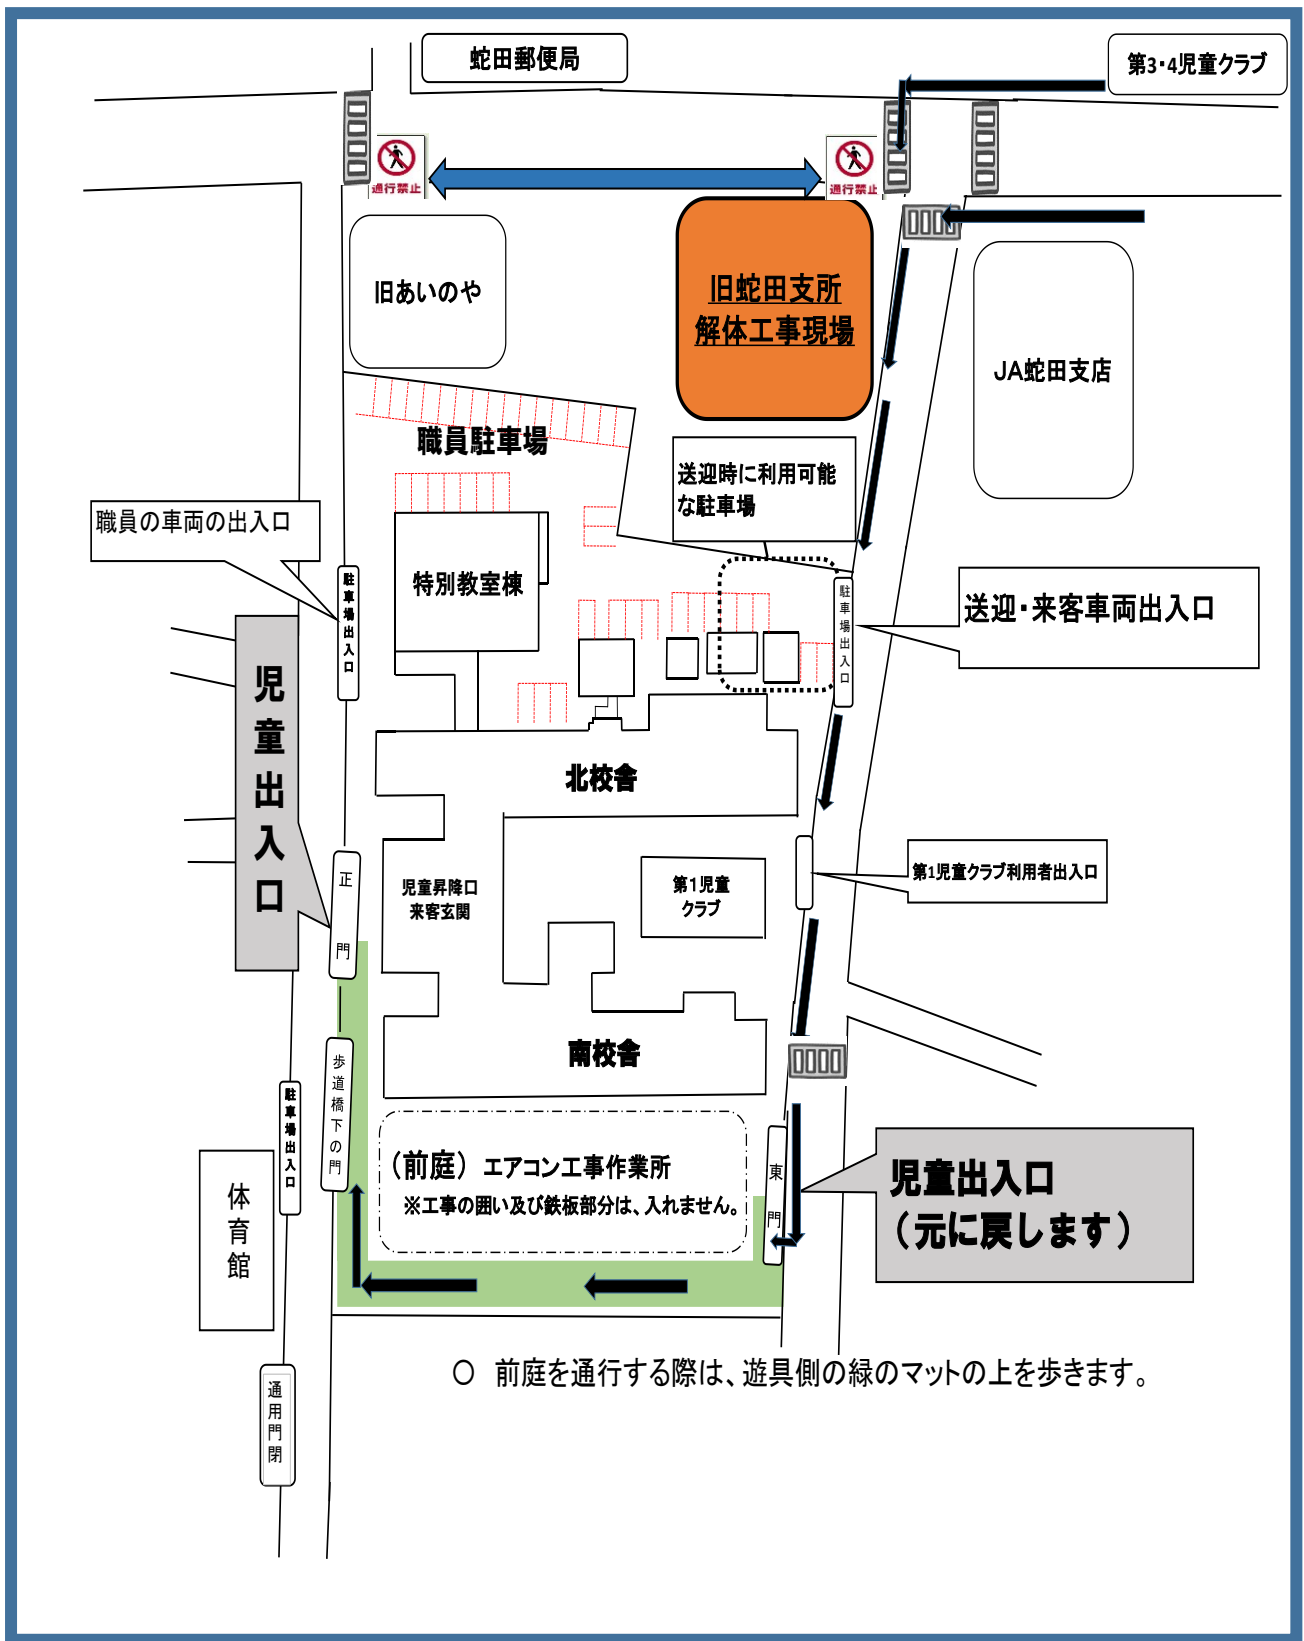 蛇田郵便局
第3・4児童クラブ
通行禁止
通行禁止
旧あいのや
旧蛇田支所
解体工事現場
JA蛇田支店
職員駐車場
送迎時に利用可能
な駐車場
職員の車両の出入口
特別教室棟
駐車場出入口
駐車場出入口
送迎・来客車両出入口
児童出入口
北校舎
正門
児童昇降口
来客玄関
第1児童
クラブ
第1児童クラブ利用者出入口
南校舎
歩道橋下の門
駐車場出入口
(前庭) エアコン工事作業所
※工事の囲い及び鉄板部分は、入れません。
東門
児童出入口
(元に戻します)
体育館
○ 前庭を通行する際は、遊具側の緑のマットの上を歩きます。
通用門閉